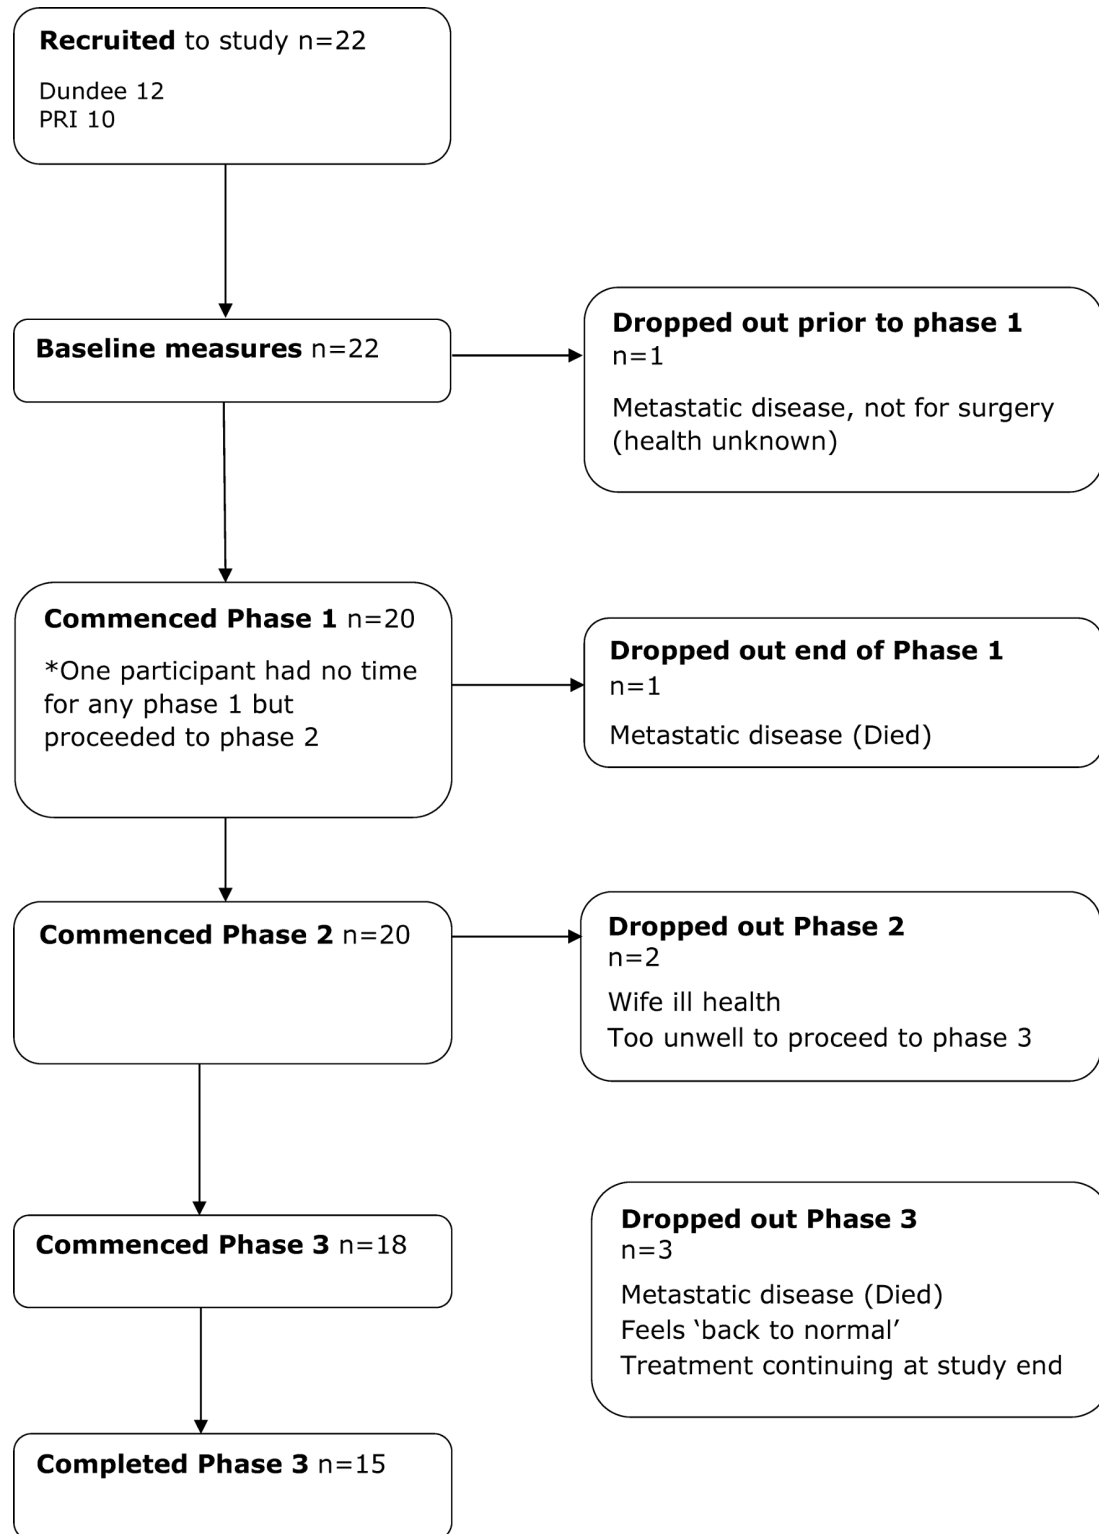 Recruited to study n=22
Dundee 12
PRI 10
Baseline measures n=22
Dropped out prior to phase 1
n=1
Metastatic disease, not for surgery
(health unknown)
Commenced Phase 1 n=20
*One participant had no time
for any phase 1 but
proceeded to phase 2
Dropped out end of Phase 1
n=1
Metastatic disease (Died)
Commenced Phase 2 n=20
Dropped out Phase 2
n=2
Wife ill health
Too unwell to proceed to phase 3
Commenced Phase 3 n=18
Dropped out Phase 3
n=3
Metastatic disease (Died)
Feels ‘back to normal’
Treatment continuing at study end
Completed Phase 3 n=15